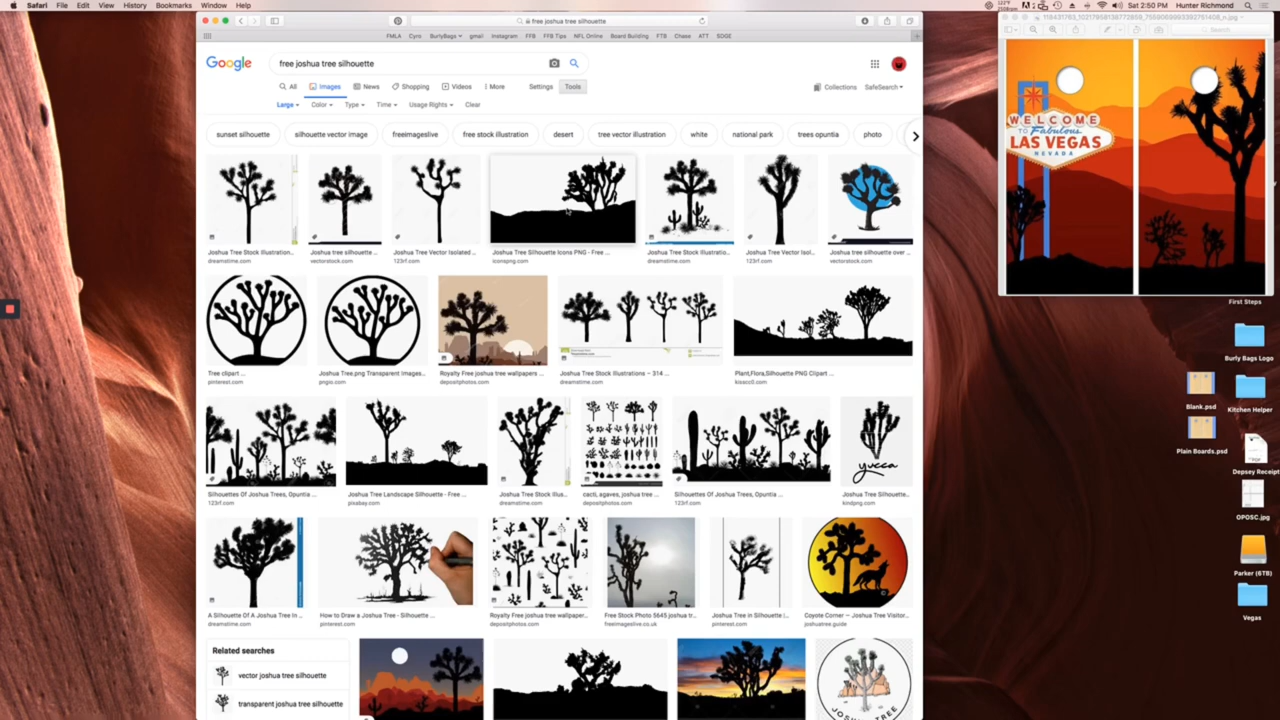 Safari File Edit View History Bookmarks Window Help
Sat 2:50 PM Hunter Richmond
free joshua tree silhouette
FMLA Cyro BurlyBags gmail Instagram FFB FFB Tips NFL Online Board Building FTB Chase ATT SDGE
Google
free joshua tree silhouette
All Images News Shopping Videos More Settings Tools
Collections SafeSearch
Large Color Type Time Usage Rights Clear
sunset silhouette silhouette vector image freeimageslive free stock illustration desert tree vector illustration white national park trees opuntia photo
Joshua Tree Stock Illustration... Joshua tree silhouette ... Joshua Tree Vector Isolated ... Joshua Tree Silhouette Icons PNG - Free ... Joshua Tree Stock Illustratio... Joshua Tree Vector Isol... Joshua tree silhouette over ...
dreamstime.com vectorstock.com 123rf.com iconspng.com dreamstime.com 123rf.com vectorstock.com
Tree clipart ... Joshua Tree.png Transparent Images... Royalty Free joshua tree wallpapers ... Joshua Tree Stock Illustrations – 314 ... Plant,Flora,Silhouette PNG Clipart ...
pinterest.com pngio.com depositphotos.com dreamstime.com kisscc0.com
yucca
Silhouettes Of Joshua Trees, Opuntia ... Joshua Tree Landscape Silhouette - Free ... Joshua Tree Stock Illus... cacti, agaves, joshua tree ... Silhouettes Of Joshua Trees, Opuntia ... Joshua Tree Silhouette...
123rf.com pixabay.com dreamstime.com depositphotos.com 123rf.com kindpng.com
A Silhouette Of A Joshua Tree In ... How to Draw a Joshua Tree - Silhouette ... Royalty Free joshua tree wallpaper... Free Stock Photo 5645 joshua tr... Joshua Tree in Silhouette |... Coyote Corner — Joshua Tree Visitor...
dreamstime.com pinterest.com depositphotos.com freeimageslive.co.uk pinterest.com joshuatree.guide
Related searches
vector joshua tree silhouette
transparent joshua tree silhouette
JOSHUA TREE
Search
WELCOME
TO Fabulous
LAS VEGAS
NEVADA
First Steps
Burly Bags Logo
Blank.psd Kitchen Helper
Plain Boards.psd
Depsey Receipt
OPOSC.jpg
Parker (6TB)
Vegas